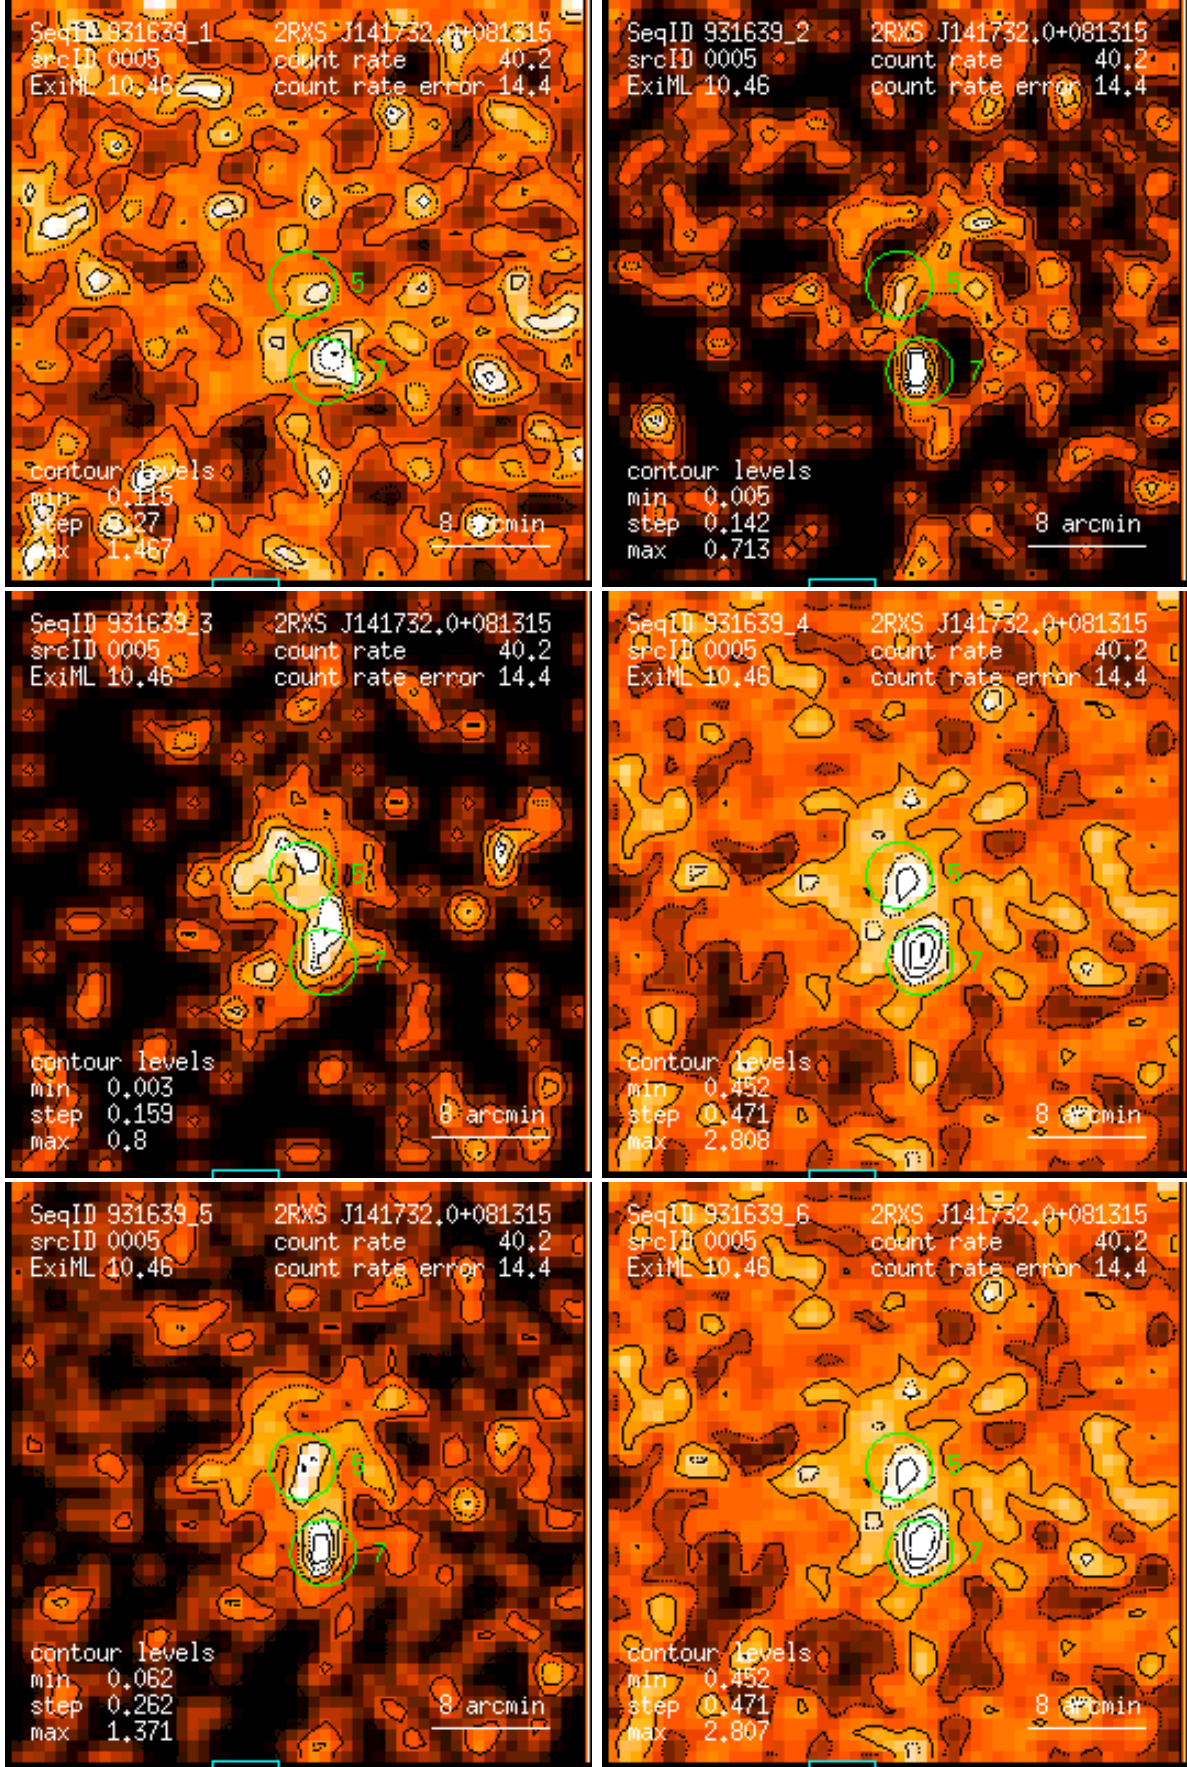 SeqID 931639_1 2RXS J141732.0+081315
srcID 0005 count rate 40.2
ExiML 10.46 count rate error 14.4
5
7
contour levels
min 0.115
step 0.27 8 arcmin
max 1.467
SeqID 931639_2 2RXS J141732.0+081315
srcID 0005 count rate 40.2
ExiML 10.46 count rate error 14.4
5
7
contour levels
min 0.005
step 0.142 8 arcmin
max 0.713
SeqID 931639_3 2RXS J141732.0+081315
srcID 0005 count rate 40.2
ExiML 10.46 count rate error 14.4
5
7
contour levels
min 0.003
step 0.159 8 arcmin
max 0.8
SeqID 931639_4 2RXS J141732.0+081315
srcID 0005 count rate 40.2
ExiML 10.46 count rate error 14.4
5
7
contour levels
min 0.452
step 0.471 8 arcmin
max 2.808
SeqID 931639_5 2RXS J141732.0+081315
srcID 0005 count rate 40.2
ExiML 10.46 count rate error 14.4
5
7
contour levels
min 0.062
step 0.262 8 arcmin
max 1.371
SeqID 931639_6 2RXS J141732.0+081315
srcID 0005 count rate 40.2
ExiML 10.46 count rate error 14.4
5
7
contour levels
min 0.452
step 0.471 8 arcmin
max 2.807